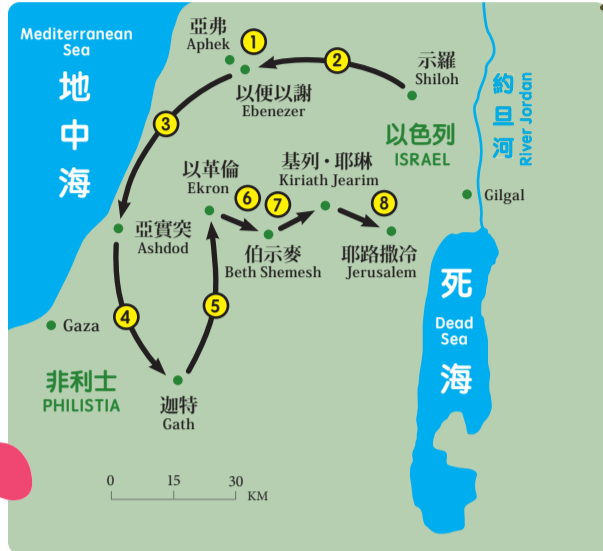 Mediterranean
Sea
地
中
海
亞弗
Aphek
1
2
示羅
Shiloh
以便以謝
Ebenezer
約
旦
河
River Jordan
3
以色列
ISRAEL
以革倫
Ekron
基列・耶琳
Kiriath Jearim
6
7
8
Gilgal
亞實突
Ashdod
伯示麥
Beth Shemesh
耶路撒冷
Jerusalem
死
Dead
Sea
海
4
5
Gaza
非利士
PHILISTIA
迦特
Gath
0 15 30
KM